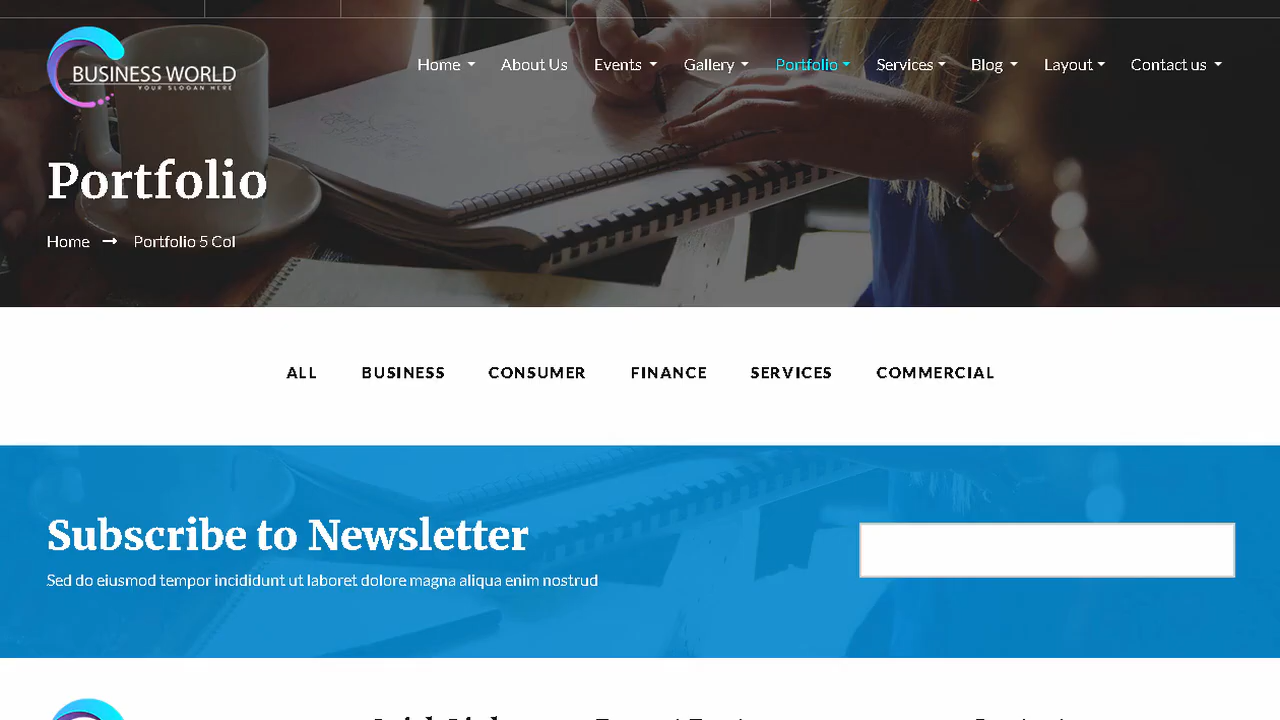 BUSINESS WORLD
YOUR SLOGAN HERE
Home About Us Events Gallery Portfolio Services Blog Layout Contact us
Portfolio
Home → Portfolio 5 Col
ALL BUSINESS CONSUMER FINANCE SERVICES COMMERCIAL
Subscribe to Newsletter
Sed do eiusmod tempor incididunt ut laboret dolore magna aliqua enim nostrud